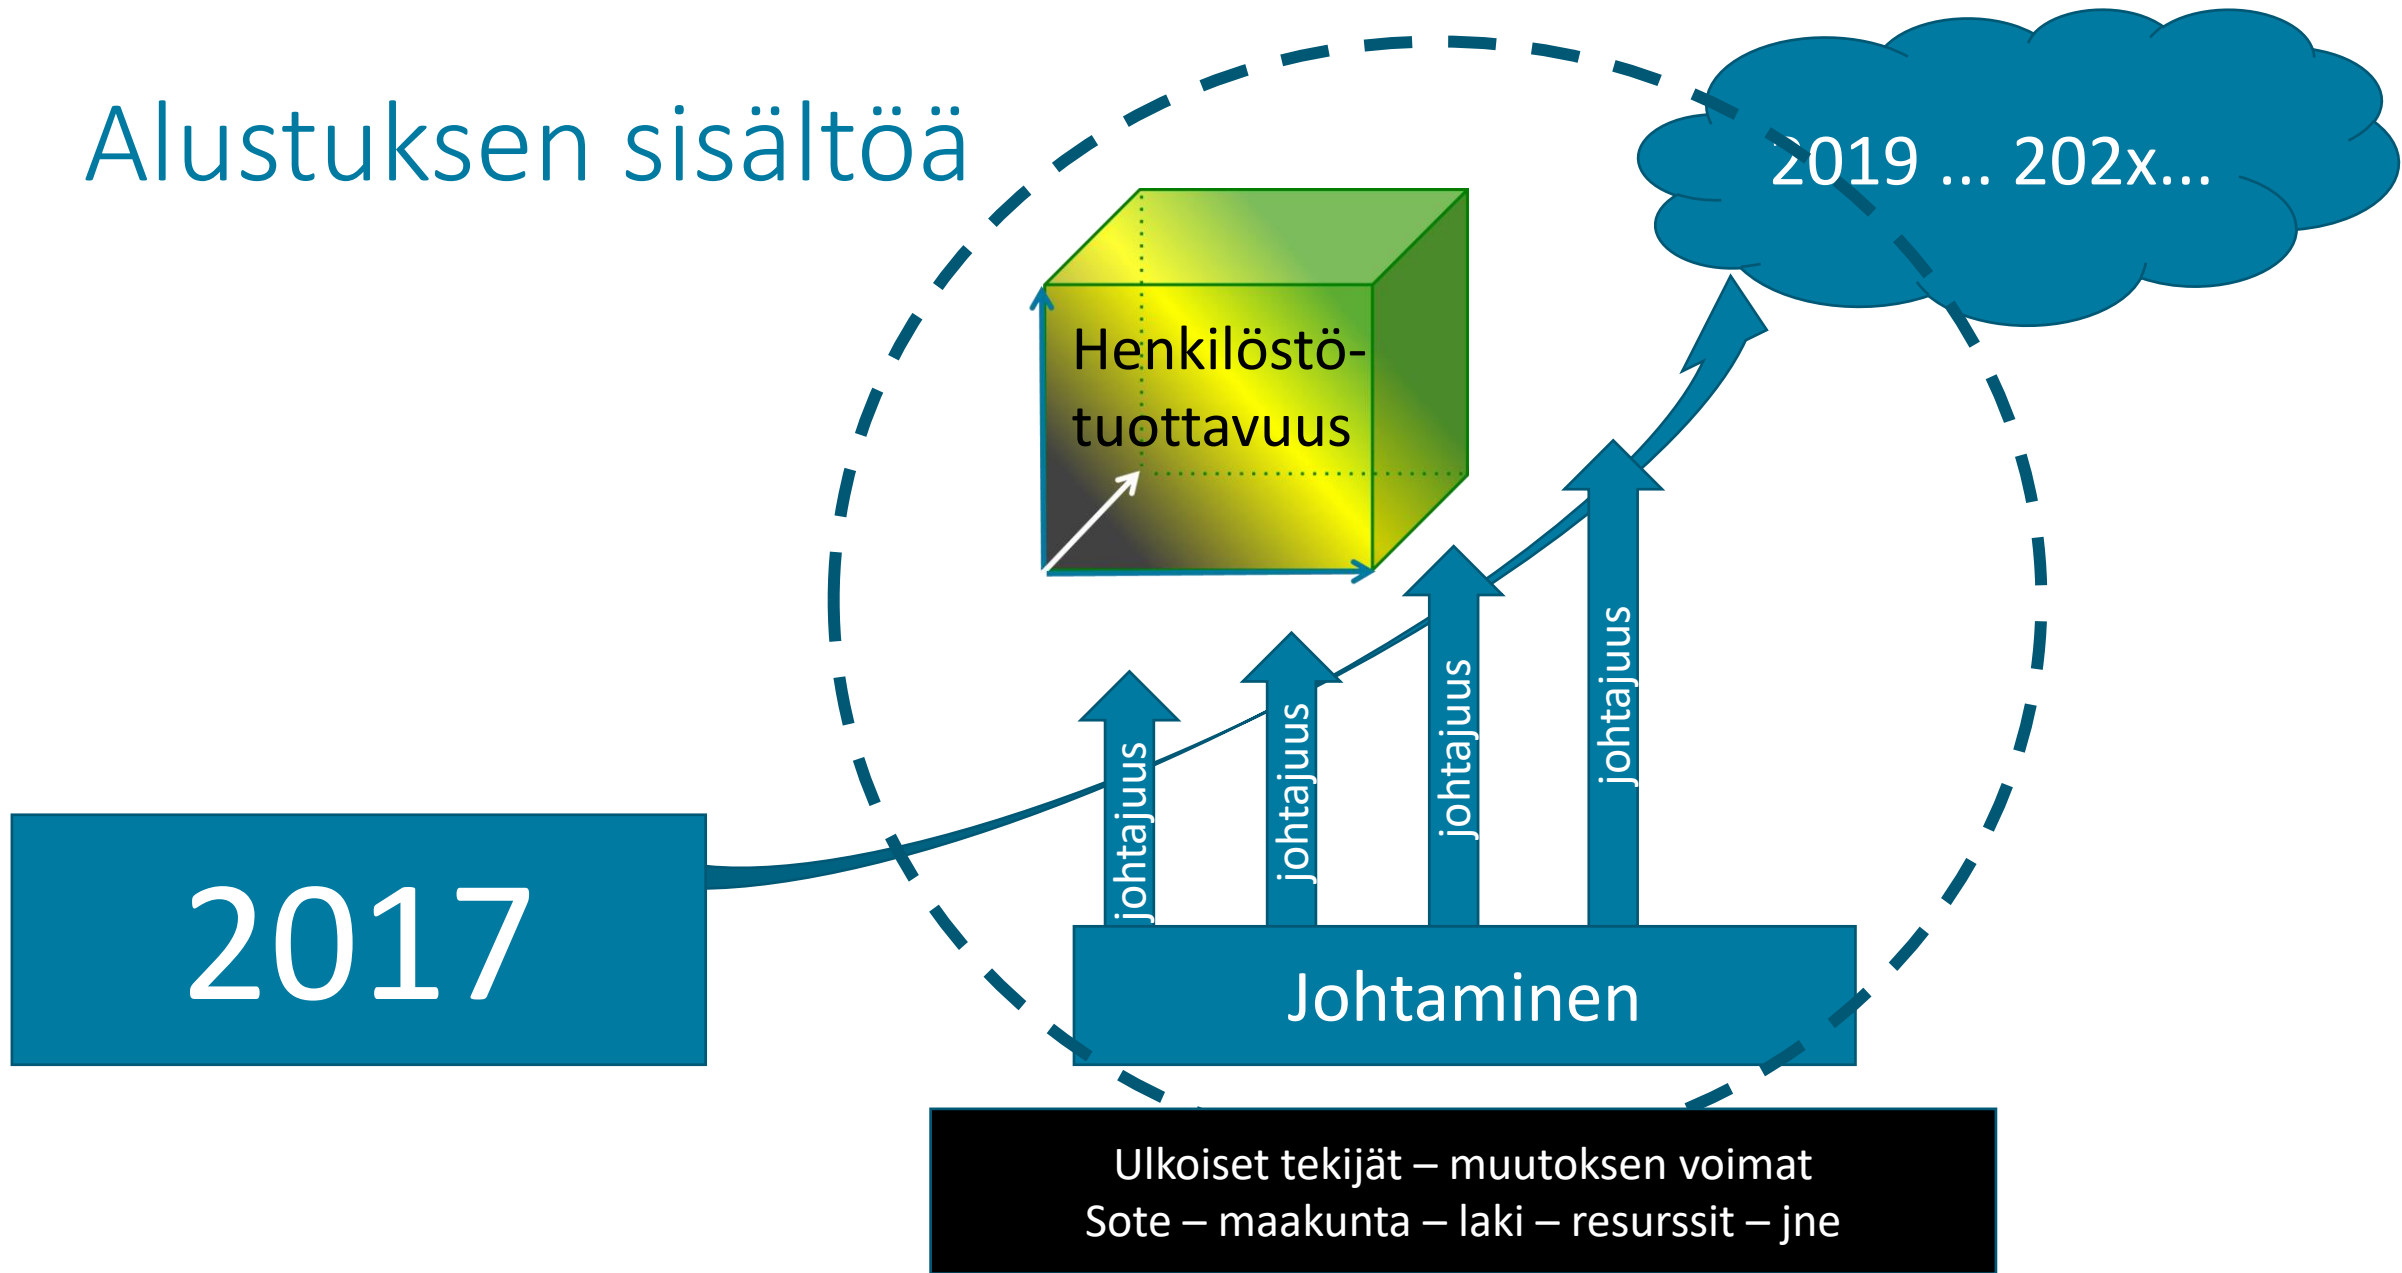 Alustuksen sisältöä
2019 ... 202x...
Henkilöstö-
tuottavuus
johtajuus
johtajuus
johtajuus
johtajuus
2017
Johtaminen
Ulkoiset tekijät – muutoksen voimat
Sote – maakunta – laki – resurssit – jne